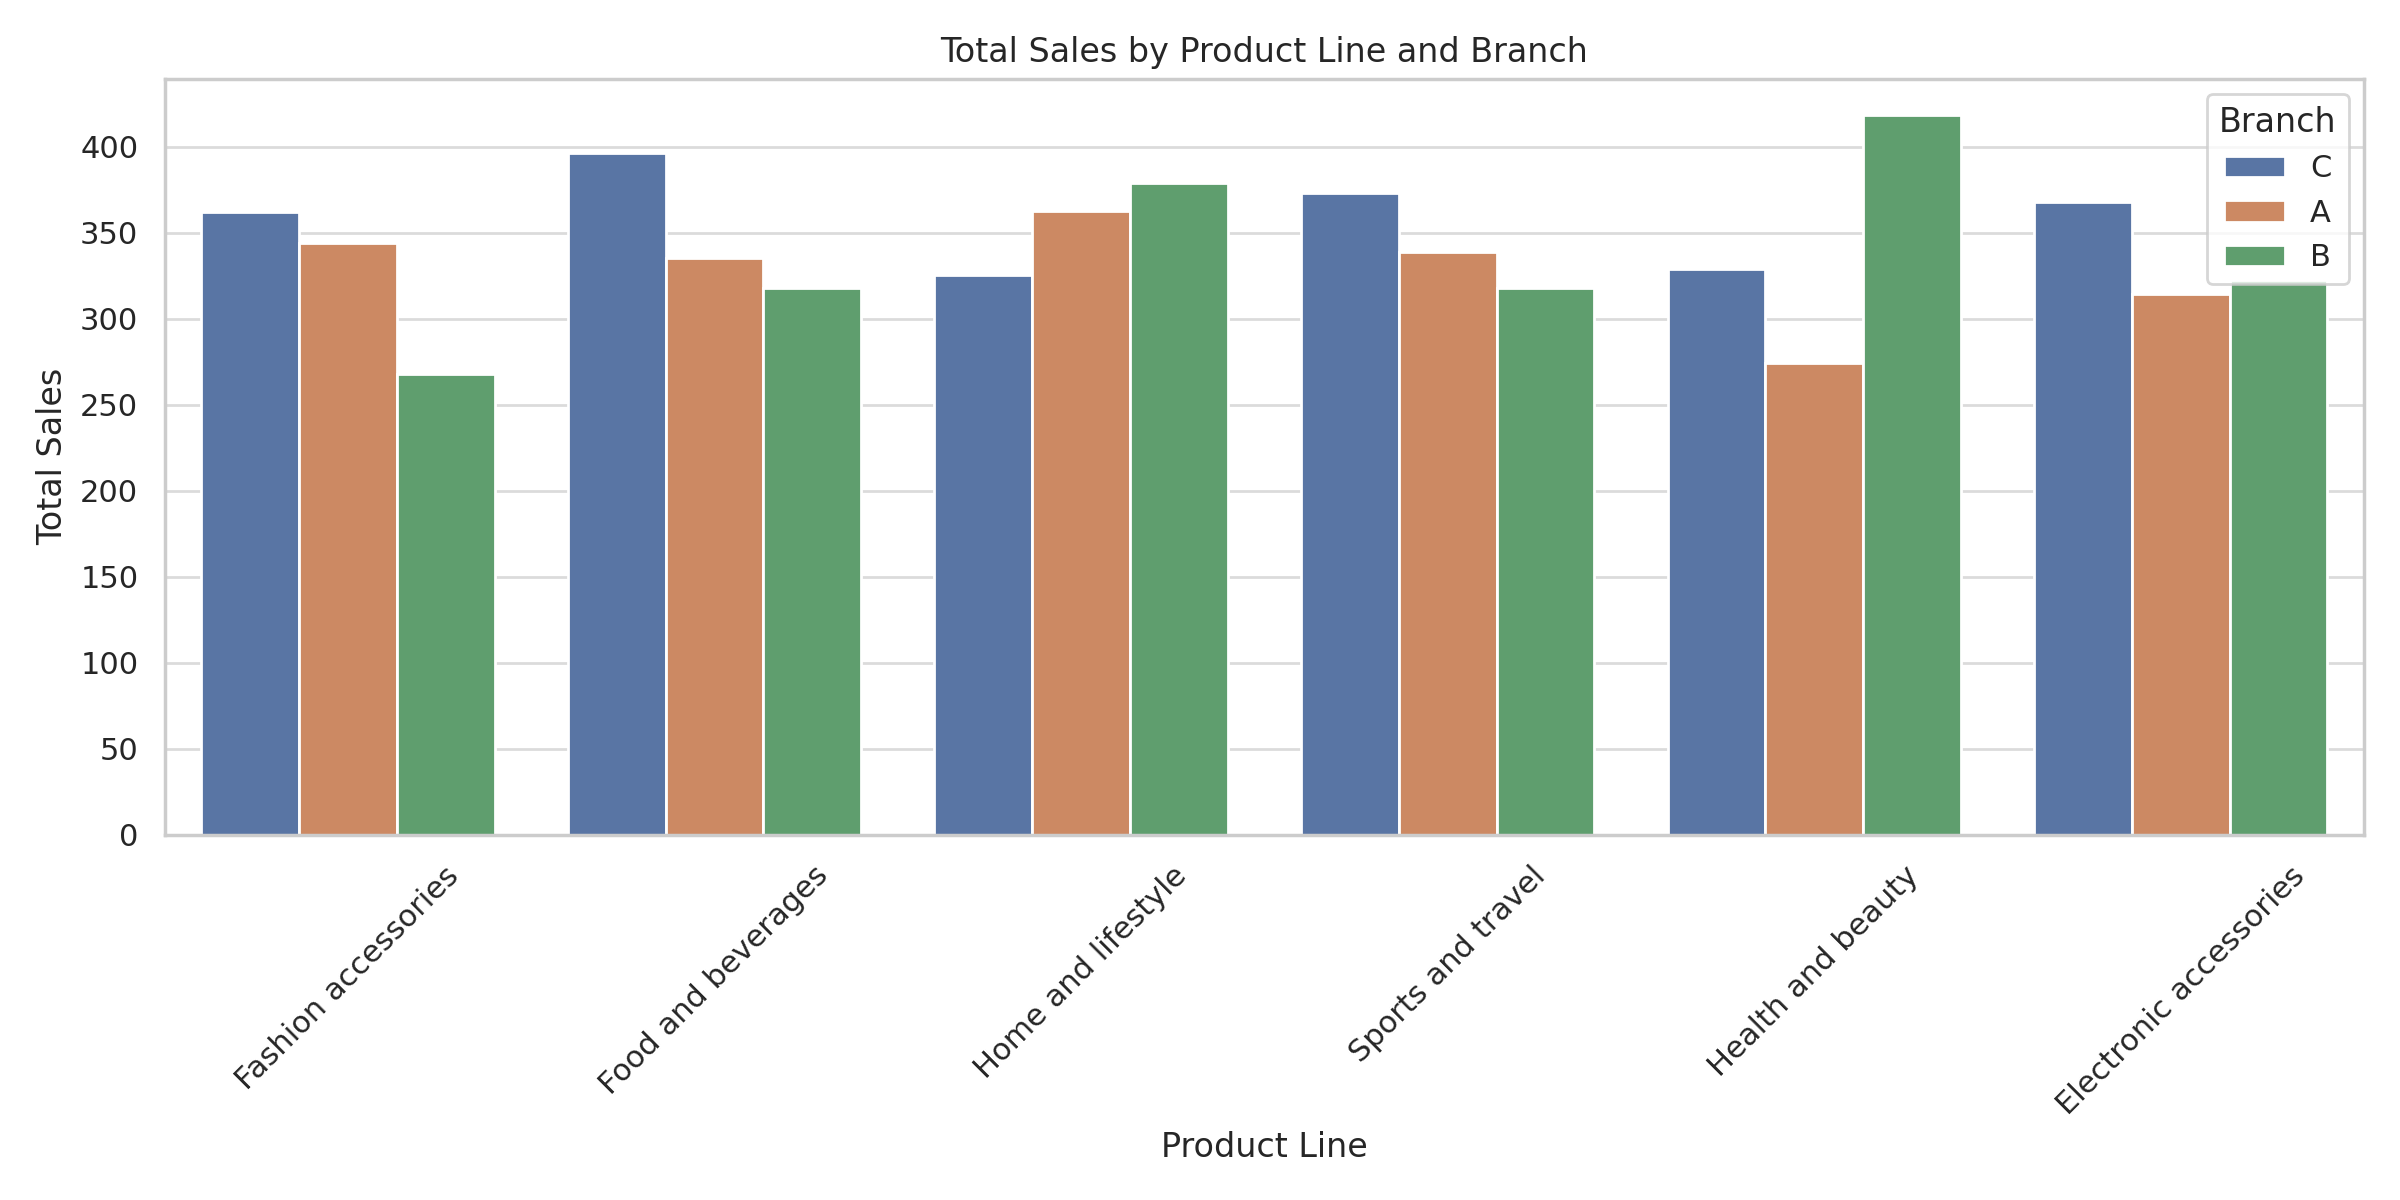 Total Sales by Product Line and Branch
Branch
C
A
B
Total Sales
400
350
300
250
200
150
100
50
0
Fashion accessories
Food and beverages
Home and lifestyle
Sports and travel
Health and beauty
Electronic accessories
Product Line